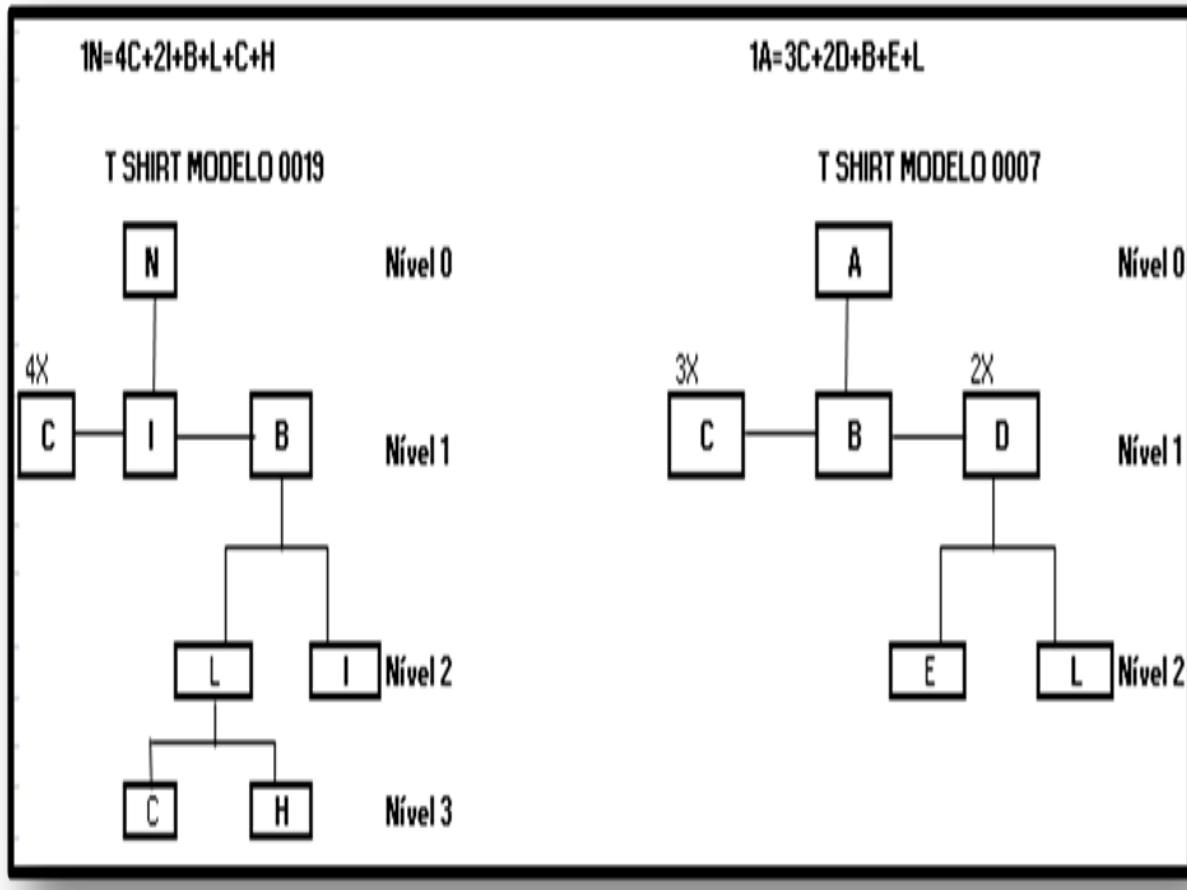 1N=4C+2I+B+L+C+H
1A=3C+2D+B+E+L
T SHIRT MODELO 0019
T SHIRT MODELO 0007
N
Nível 0
A
Nível 0
4X
3X
2X
C
I
B
Nível 1
C
B
D
Nível 1
L
I
Nível 2
E
L
Nível 2
C
H
Nível 3